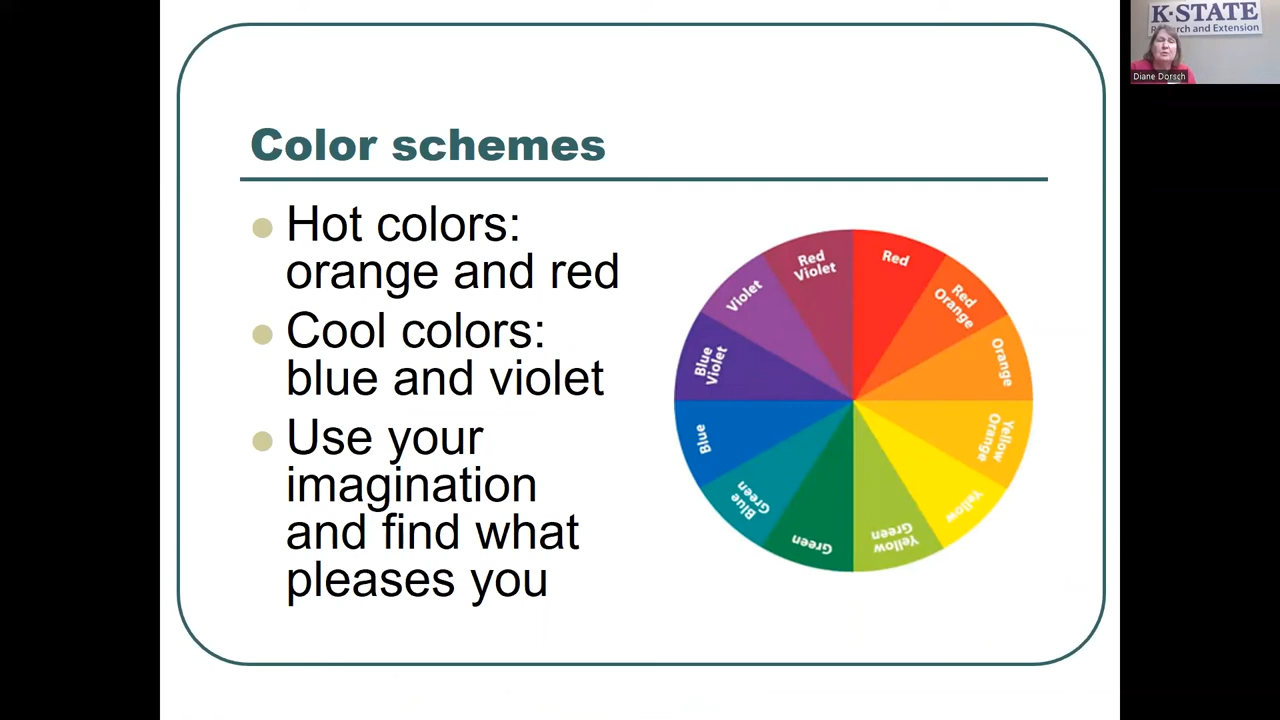 Color schemes
Hot colors:
orange and red
Cool colors:
blue and violet
Use your
imagination
and find what
pleases you
Red
Red
Orange
Orange
Yellow
Orange
Yellow
Yellow
Green
Green
Blue
Green
Blue
Blue
Violet
Violet
Red
Violet
K-STATE
Research and Extension
Diane Dorsch